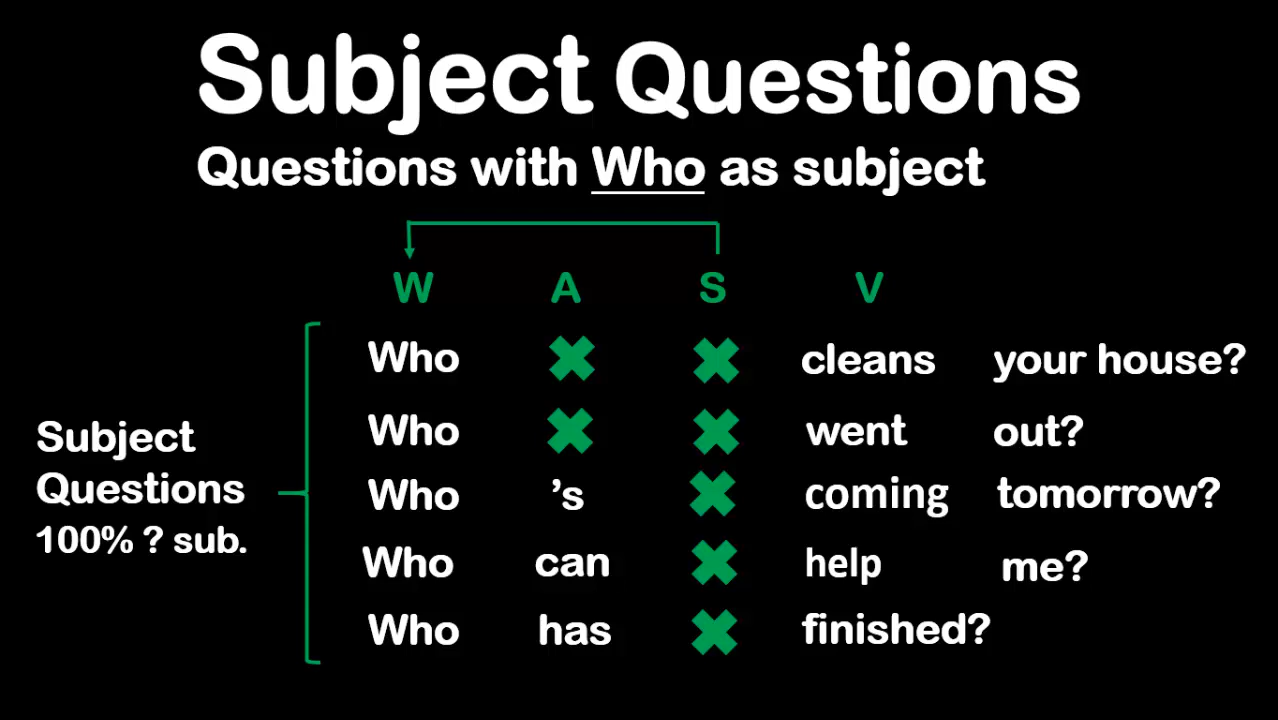 Subject Questions
Questions with Who as subject
W A S V
Who cleans your house?
Who went out?
Who 's coming tomorrow?
Who can help me?
Who has finished?
Subject
Questions
100% ? sub.